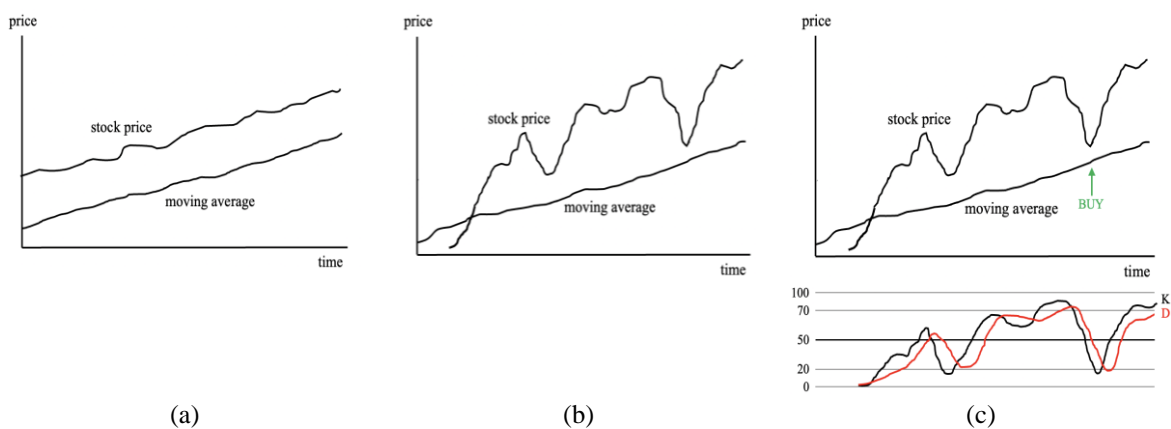 price
stock price
moving average
time
(a)
price
stock price
moving average
time
(b)
price
stock price
moving average
BUY
time
100
70
50
20
0
K
D
(c)